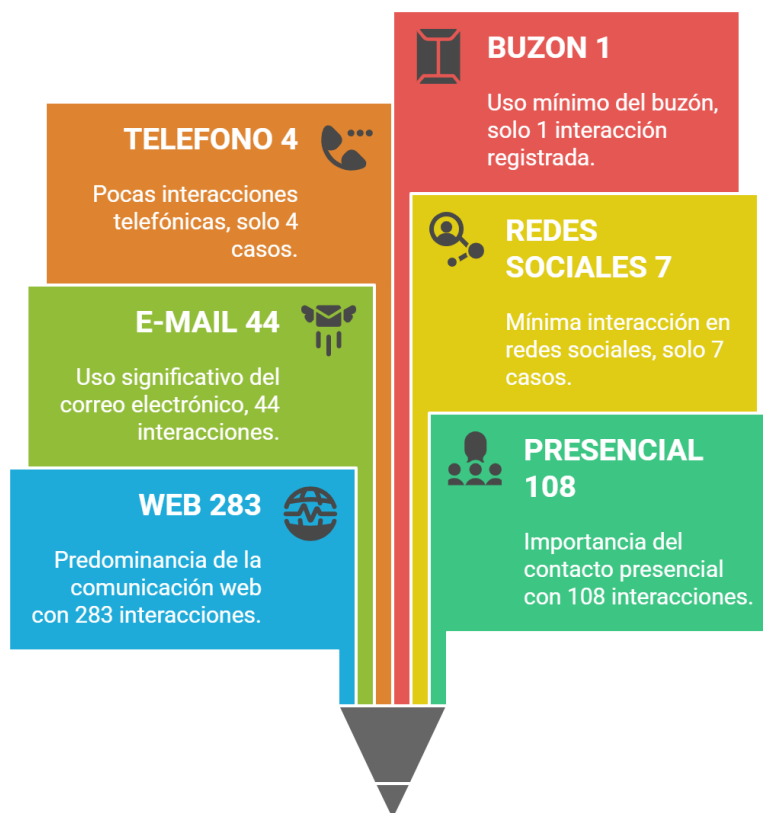 BUZON 1
Uso mínimo del buzón,
solo 1 interacción
registrada.
TELEFONO 4
Pocas interacciones
telefónicas, solo 4
casos.
REDES
SOCIALES 7
Mínima interacción en
redes sociales, solo 7
casos.
E-MAIL 44
Uso significativo del
correo electrónico, 44
interacciones.
PRESENCIAL
108
Importancia del
contacto presencial
con 108 interacciones.
WEB 283
Predominancia de la
comunicación web
con 283 interacciones.